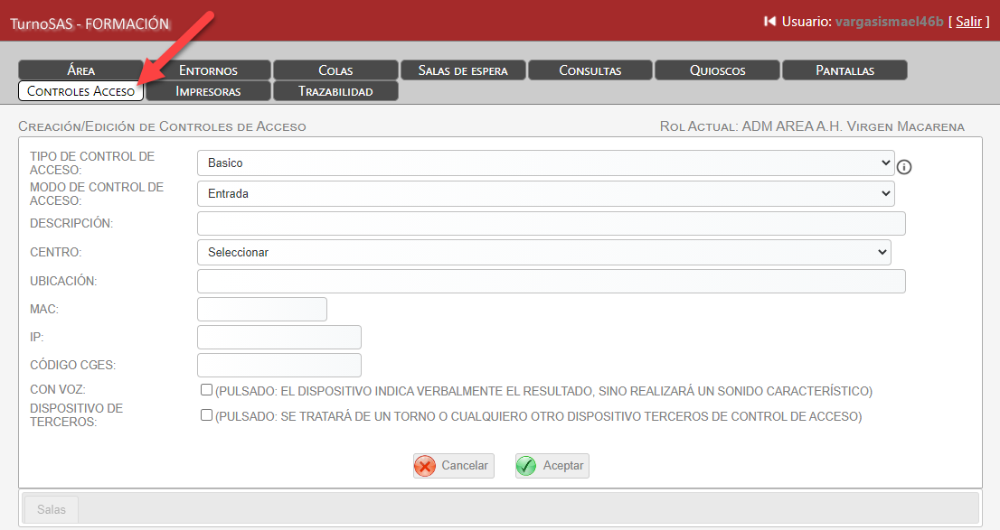 TurnoSAS - FORMACIÓN
Usuario: vargasismael46b [ Salir ]
ÁREA ENTORNOS COLAS SALAS DE ESPERA CONSULTAS QUIOSCOS PANTALLAS
CONTROLES ACCESO IMPRESORAS TRAZABILIDAD
CREACIÓN/EDICIÓN DE CONTROLES DE ACCESO
ROL ACTUAL: ADM AREA A.H. VIRGEN MACARENA
TIPO DE CONTROL DE
ACCESO:
Basico
MODO DE CONTROL DE
ACCESO:
Entrada
DESCRIPCIÓN:
CENTRO:
Seleccionar
UBICACIÓN:
MAC:
IP:
CÓDIGO CGES:
CON VOZ:
(PULSADO: EL DISPOSITIVO INDICA VERBALMENTE EL RESULTADO, SINO REALIZARÁ UN SONIDO CARACTERÍSTICO)
DISPOSITIVO DE
TERCEROS:
(PULSADO: SE TRATARÁ DE UN TORNO O CUALQUIERO OTRO DISPOSITIVO TERCEROS DE CONTROL DE ACCESO)
Cancelar
Aceptar
Salas